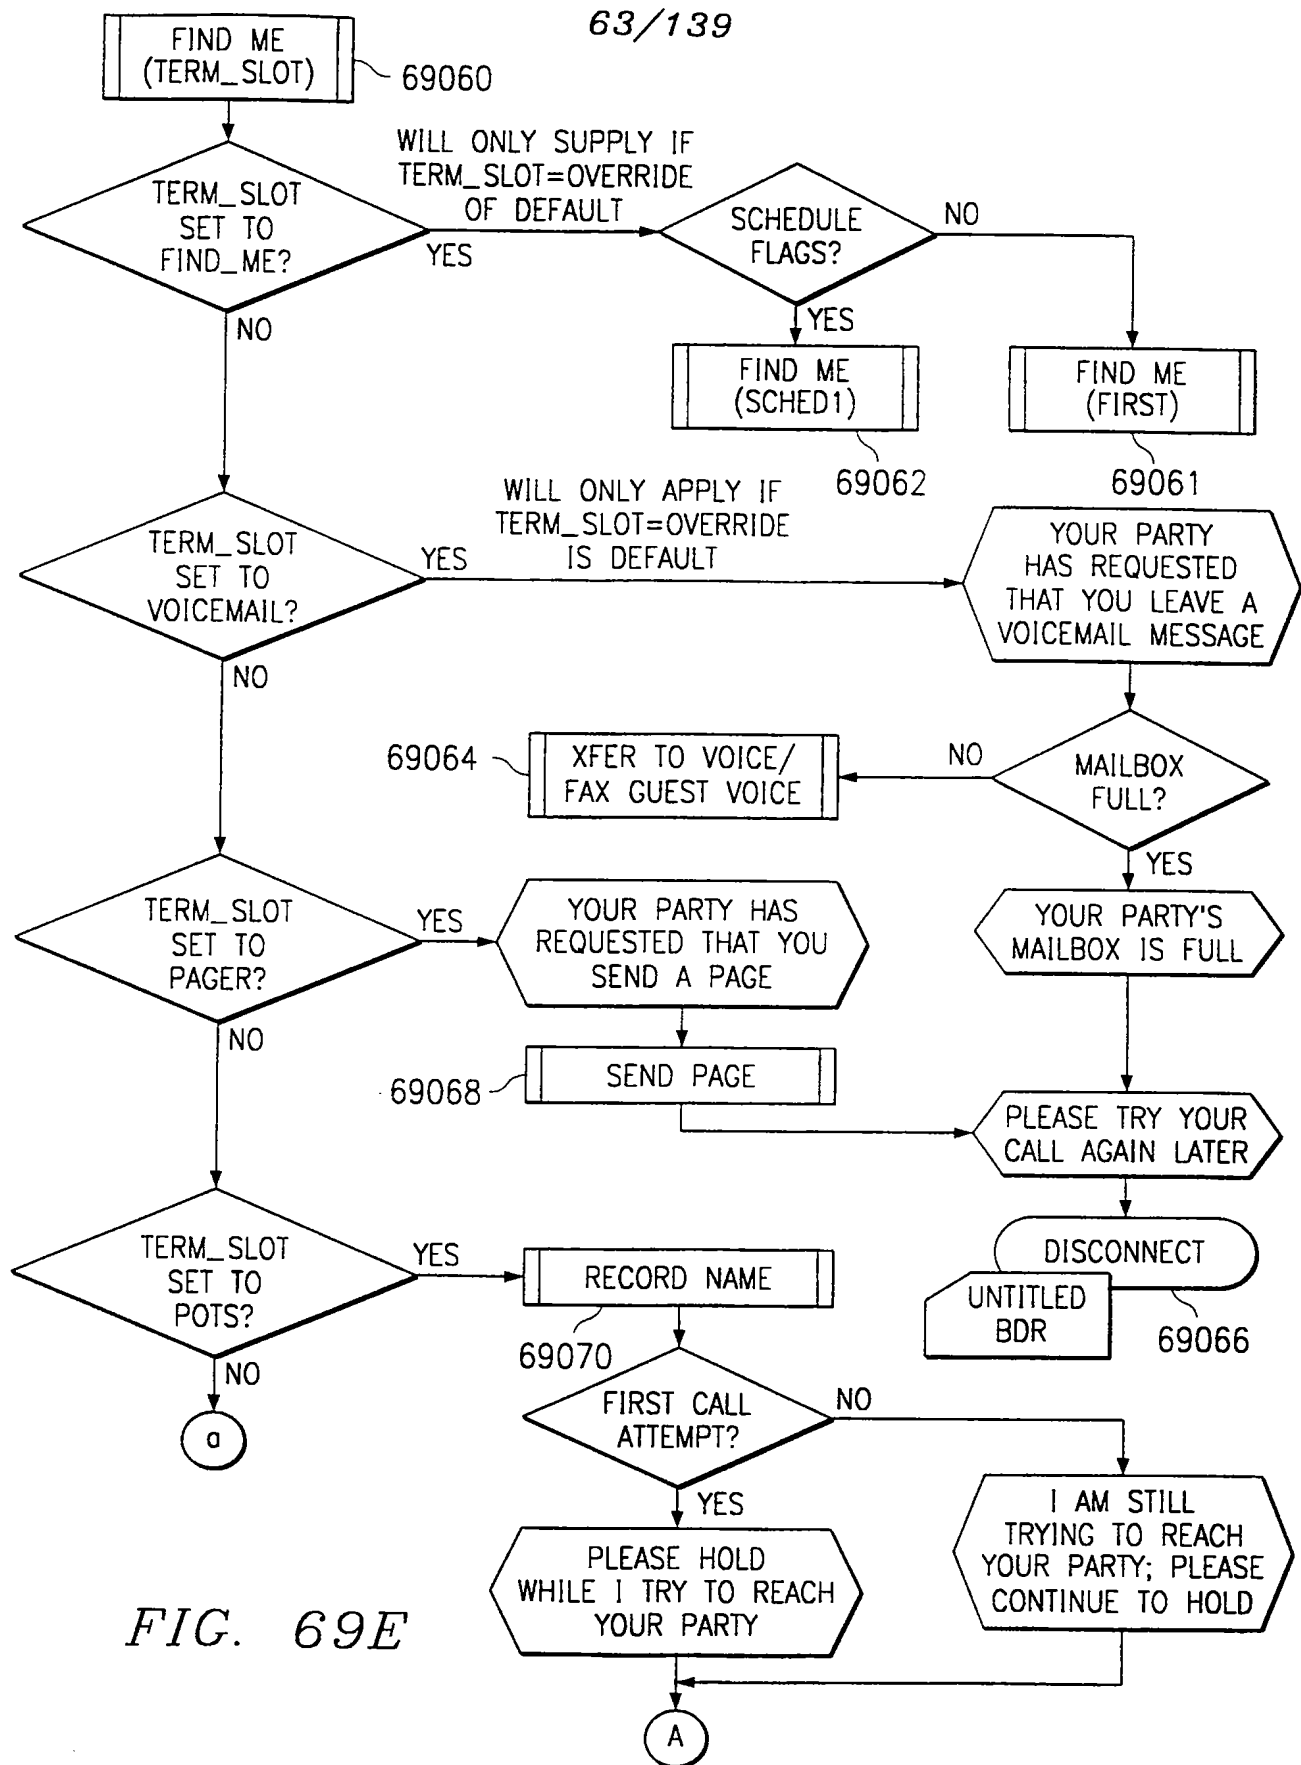 63/139
FIND ME
(TERM_SLOT)
69060
TERM_SLOT
SET TO
FIND_ME?
WILL ONLY SUPPLY IF
TERM_SLOT=OVERRIDE
OF DEFAULT
YES
SCHEDULE
FLAGS?
NO
NO
YES
FIND ME
(SCHED1)
69062
FIND ME
(FIRST)
69061
TERM_SLOT
SET TO
VOICEMAIL?
YES
WILL ONLY APPLY IF
TERM_SLOT=OVERRIDE
IS DEFAULT
YOUR PARTY
HAS REQUESTED
THAT YOU LEAVE A
VOICEMAIL MESSAGE
NO
69064
XFER TO VOICE/
FAX GUEST VOICE
NO
MAILBOX
FULL?
YES
YOUR PARTY'S
MAILBOX IS FULL
TERM_SLOT
SET TO
PAGER?
YES
YOUR PARTY HAS
REQUESTED THAT YOU
SEND A PAGE
NO
69068
SEND PAGE
PLEASE TRY YOUR
CALL AGAIN LATER
DISCONNECT
UNTITLED
BDR
69066
TERM_SLOT
SET TO
POTS?
YES
RECORD NAME
69070
NO
a
FIRST CALL
ATTEMPT?
NO
YES
PLEASE HOLD
WHILE I TRY TO REACH
YOUR PARTY
I AM STILL
TRYING TO REACH
YOUR PARTY; PLEASE
CONTINUE TO HOLD
A
FIG. 69E